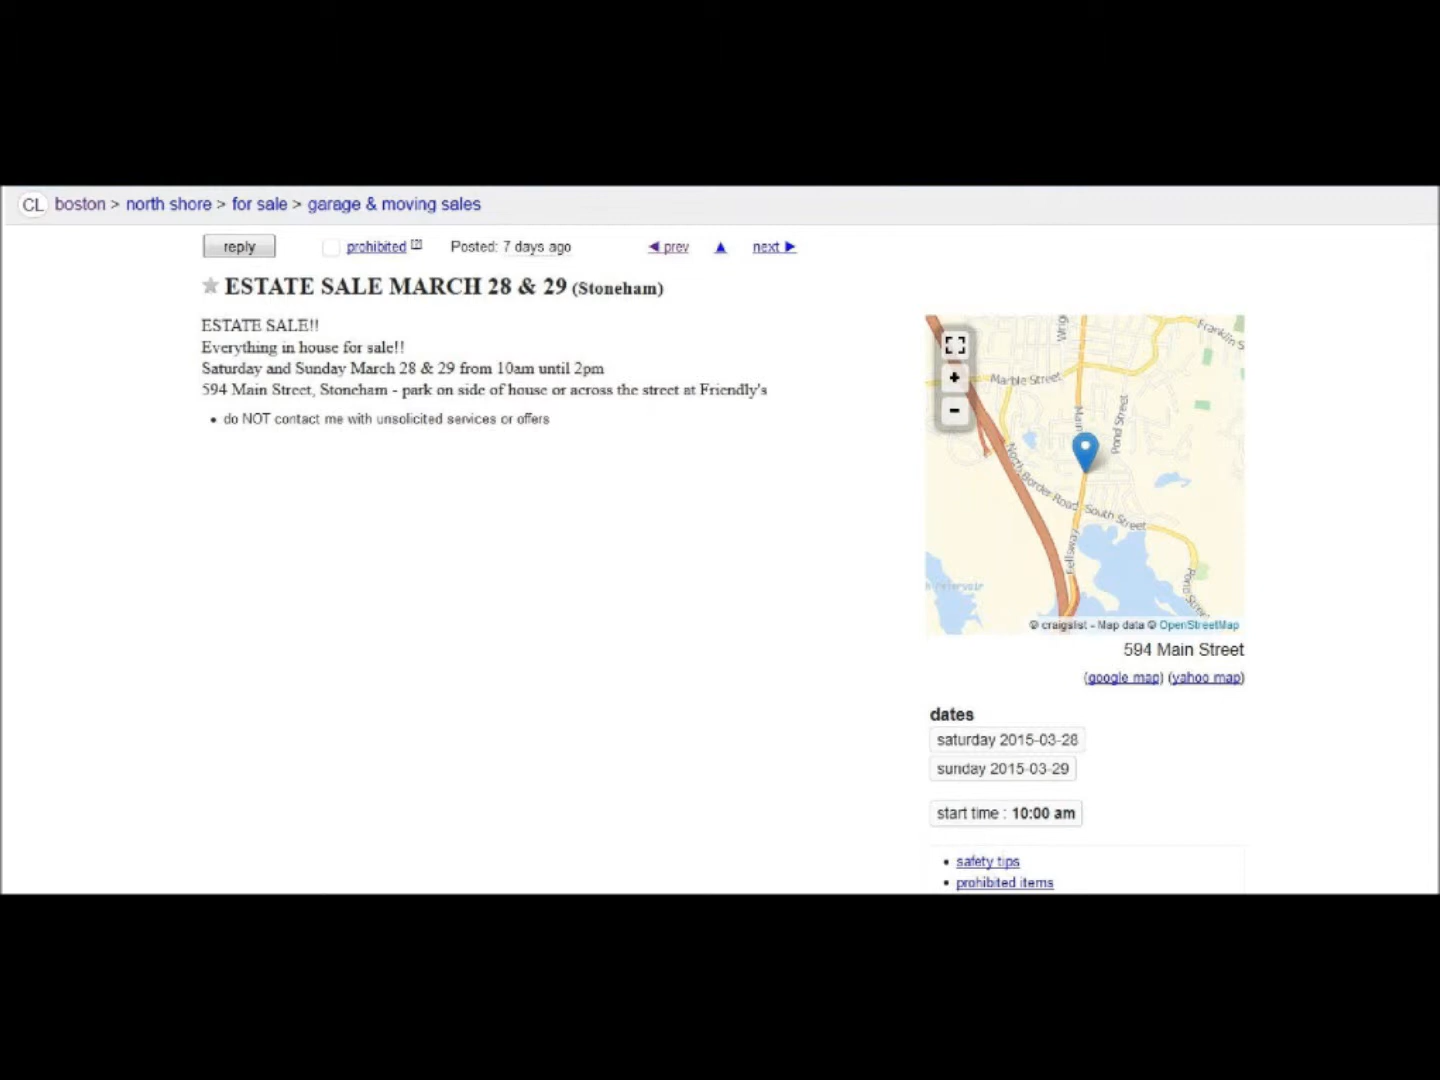 CL boston > north shore > for sale > garage & moving sales
reply prohibited [?] Posted: 7 days ago ◀ prev ▲ next ▶
ESTATE SALE MARCH 28 & 29 (Stoneham)
ESTATE SALE!!
Everything in house for sale!!
Saturday and Sunday March 28 & 29 from 10am until 2pm
594 Main Street, Stoneham - park on side of house or across the street at Friendly's
• do NOT contact me with unsolicited services or offers
Franklin S
+
Marble Street
-
Main
Pond Street
North Border Road
South Street
Fellsway
Pond Street
© craigslist - Map data © OpenStreetMap
594 Main Street
(google map) (yahoo map)
dates
saturday 2015-03-28
sunday 2015-03-29
start time : 10:00 am
• safety tips
• prohibited items